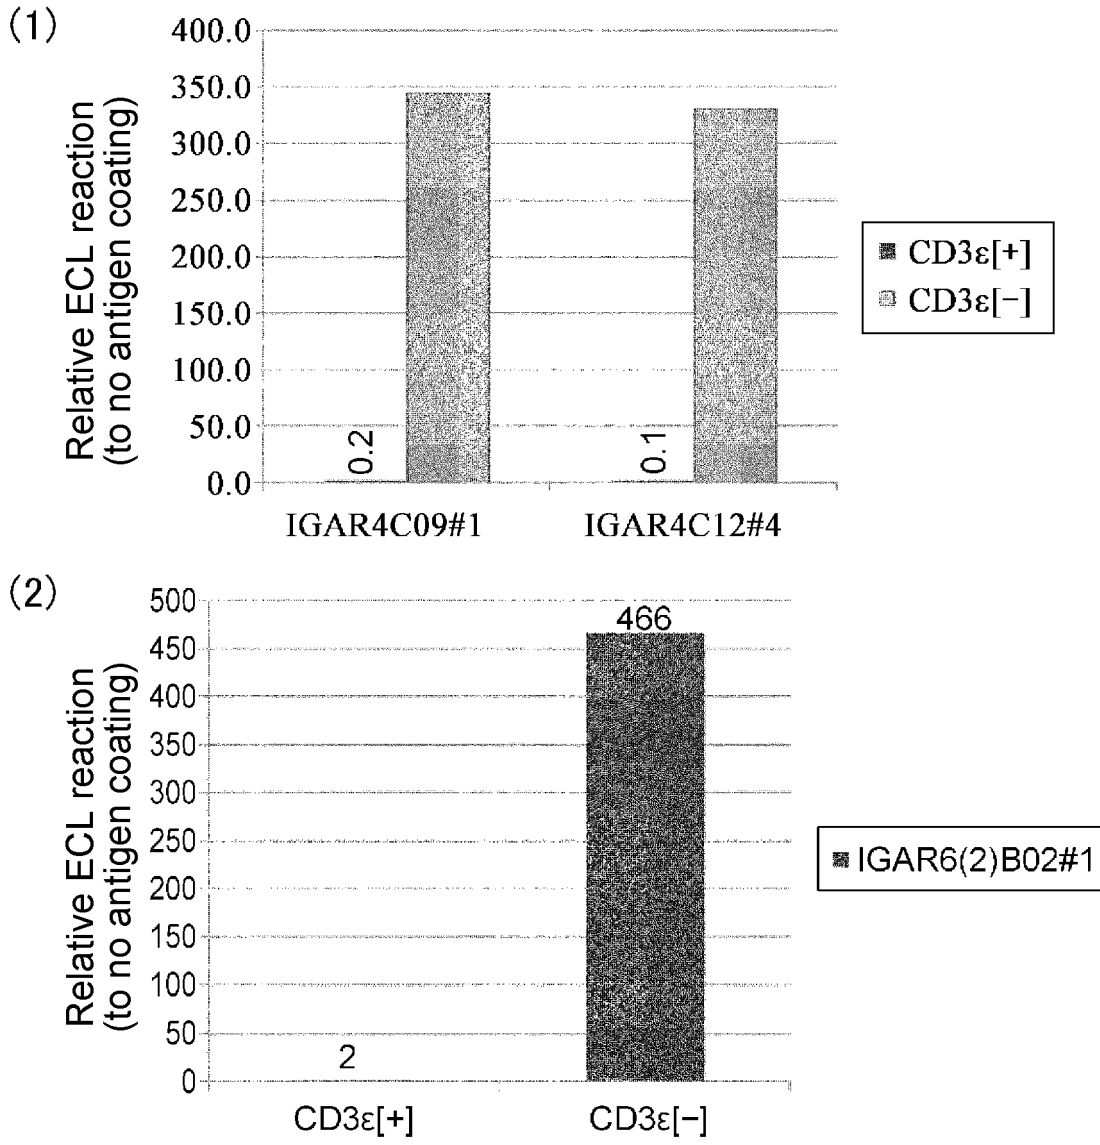 (1)
Relative ECL reaction
(to no antigen coating)
400.0
350.0
300.0
250.0
200.0
150.0
100.0
50.0
0.0
0.2
0.1
IGAR4C09#1
IGAR4C12#4
CD3ε[+]
CD3ε[−]
(2)
Relative ECL reaction
(to no antigen coating)
500
450
400
350
300
250
200
150
100
50
0
2
466
CD3ε[+]
CD3ε[−]
IGAR6(2)B02#1